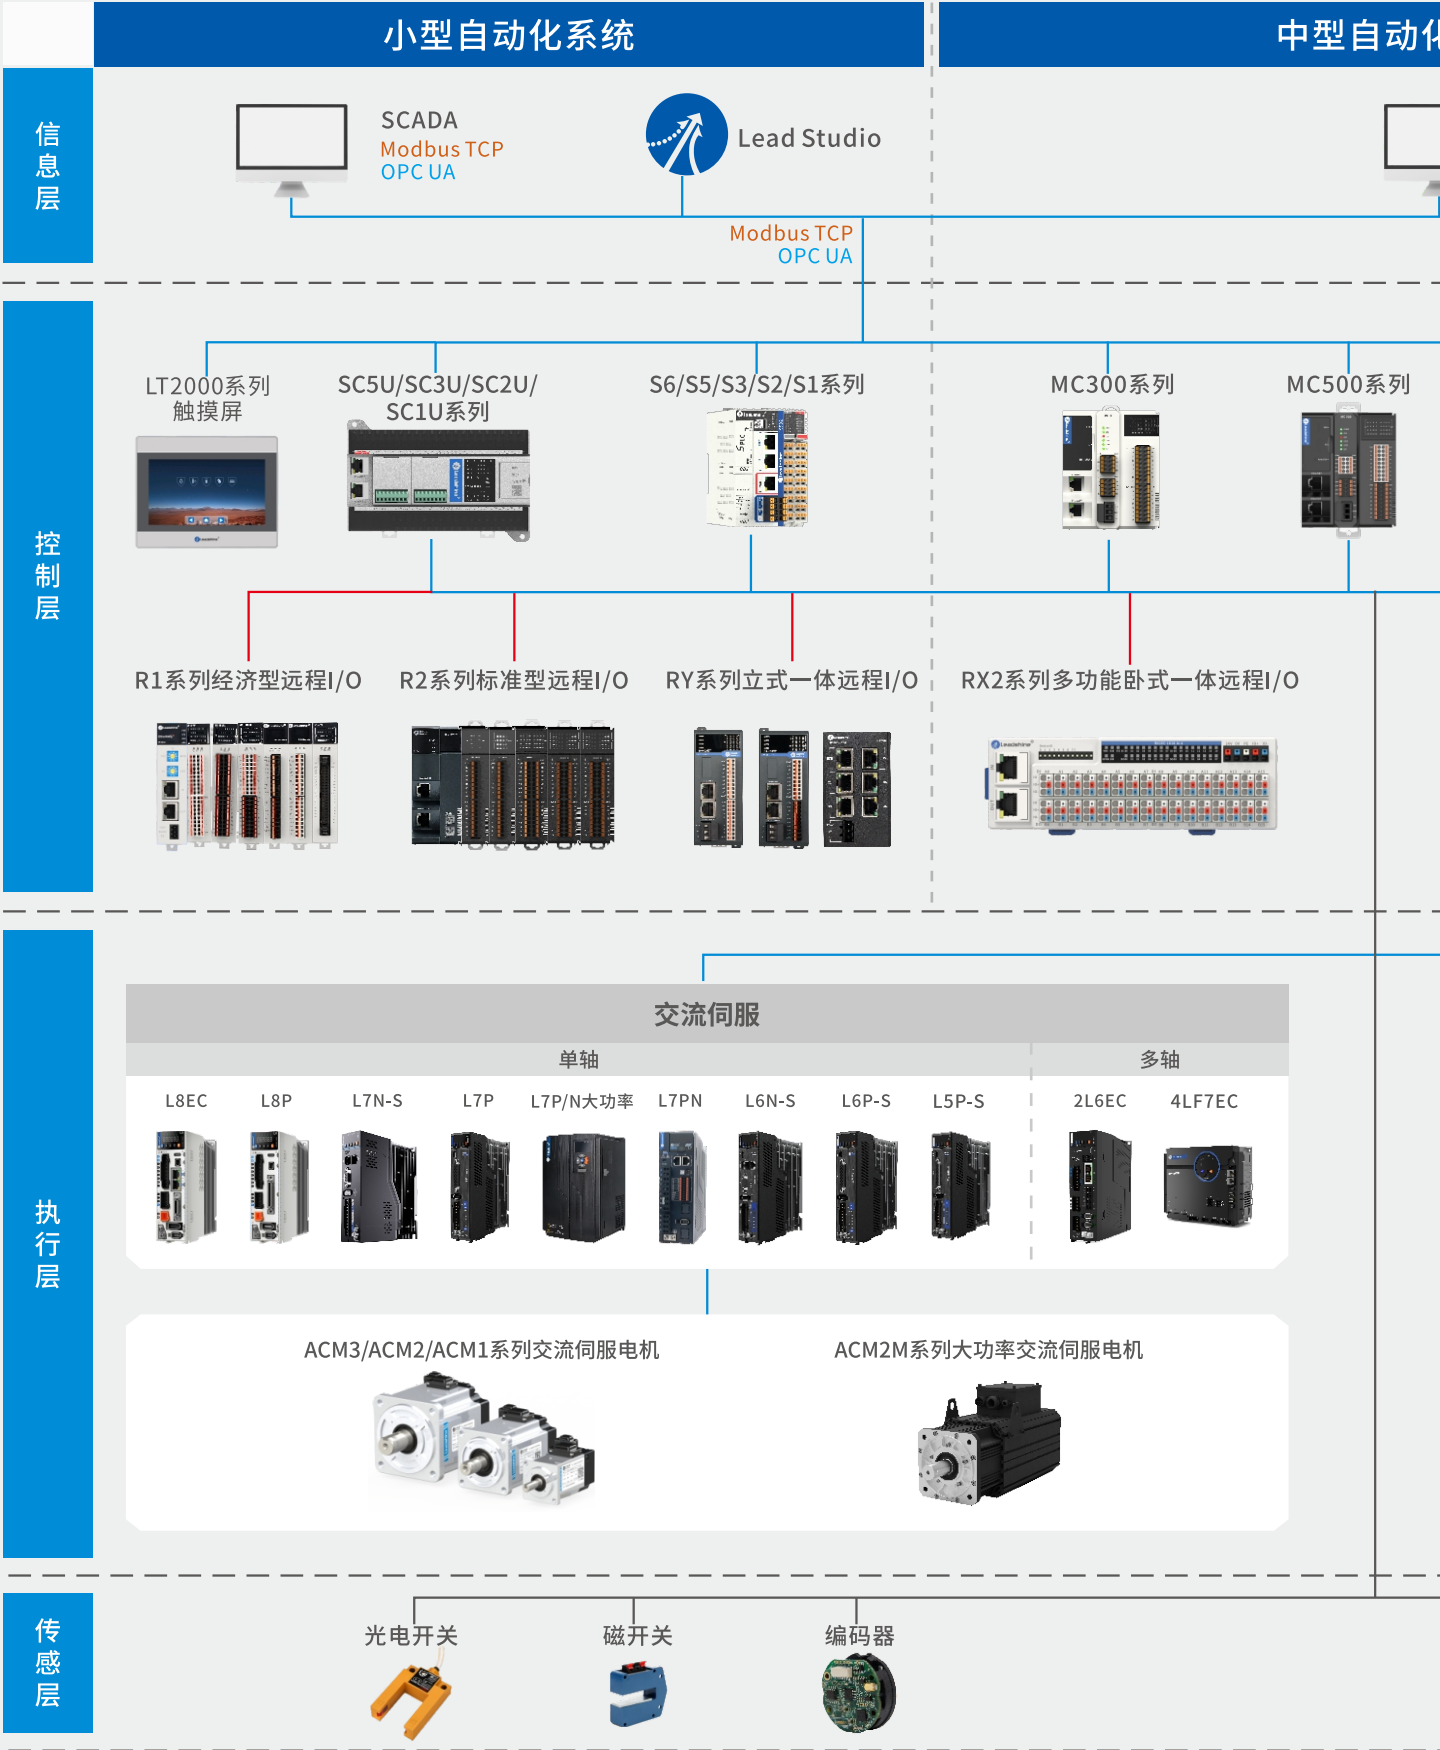 小型自动化系统
中型自动化
信息层
SCADA
Modbus TCP
OPC UA
Lead Studio
Modbus TCP
OPC UA
控制层
LT2000系列
触摸屏
SC5U/SC3U/SC2U/
SC1U系列
S6/S5/S3/S2/S1系列
MC300系列
MC500系列
R1系列经济型远程I/O
R2系列标准型远程I/O
RY系列立式一体远程I/O
RX2系列多功能卧式一体远程I/O
Leadshine
执行层
交流伺服
单轴
多轴
L8EC
L8P
L7N-S
L7P
L7P/N大功率
L7PN
L6N-S
L6P-S
L5P-S
2L6EC
4LF7EC
ACM3/ACM2/ACM1系列交流伺服电机
ACM2M系列大功率交流伺服电机
传感层
光电开关
磁开关
编码器